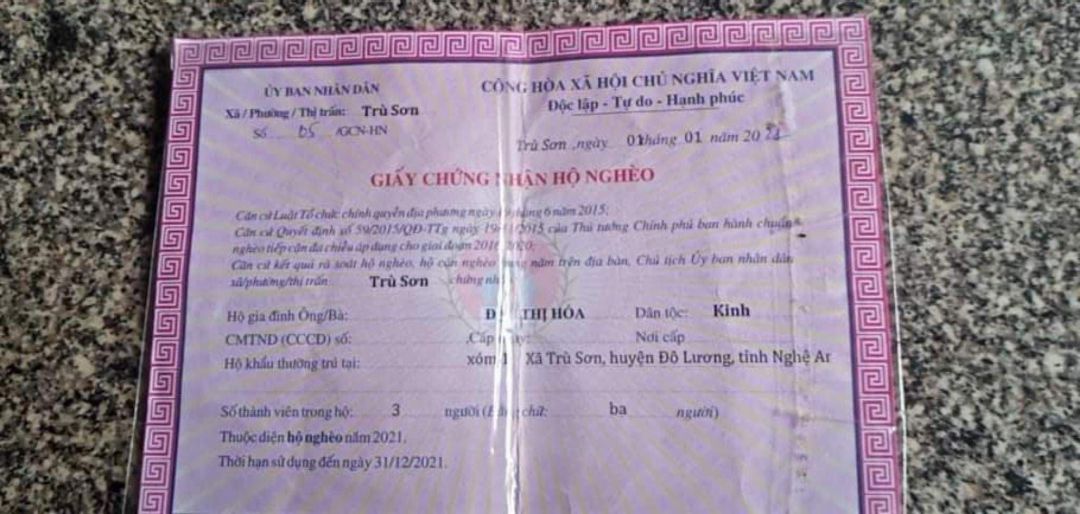 ỦY BAN NHÂN DÂN
Xã / Phường / Thị trấn: Trù Sơn
Số 05 /GCN-HN
CỘNG HÒA XÃ HỘI CHỦ NGHĨA VIỆT NAM
Độc lập - Tự do - Hạnh phúc
Trù Sơn ,ngày tháng 01 năm 20
GIẤY CHỨNG NHẬN HỘ NGHÈO
Căn cứ Luật Tổ chức chính quyền địa phương ngày tháng 6 năm 2015;
Căn cứ Quyết định số 59/2015/QĐ-TTg ngày 2015 của Thủ tướng Chính phủ ban hành chuẩn
nghèo tiếp cận đa chiều áp dụng cho giai đoạn 2016 2020;
Căn cứ kết quả rà soát hộ nghèo, hộ cận nghèo năm trên địa bàn, Chủ tịch Ủy ban nhân dân
xã/phường/thị trấn Trù Sơn chứng
Hộ gia đình Ông/Bà: THỊ HÓA Dân tộc: Kinh
CMTND (CCCD) số: .Cấp Nơi cấp
Hộ khẩu thường trú tại: xóm Xã Trù Sơn, huyện Đô Lương, tỉnh Nghệ
Số thành viên trong hộ: 3 người chữ: ba người)
Thuộc diện hộ nghèo năm 2021.
Thời hạn sử dụng đến ngày 31/12/2021.